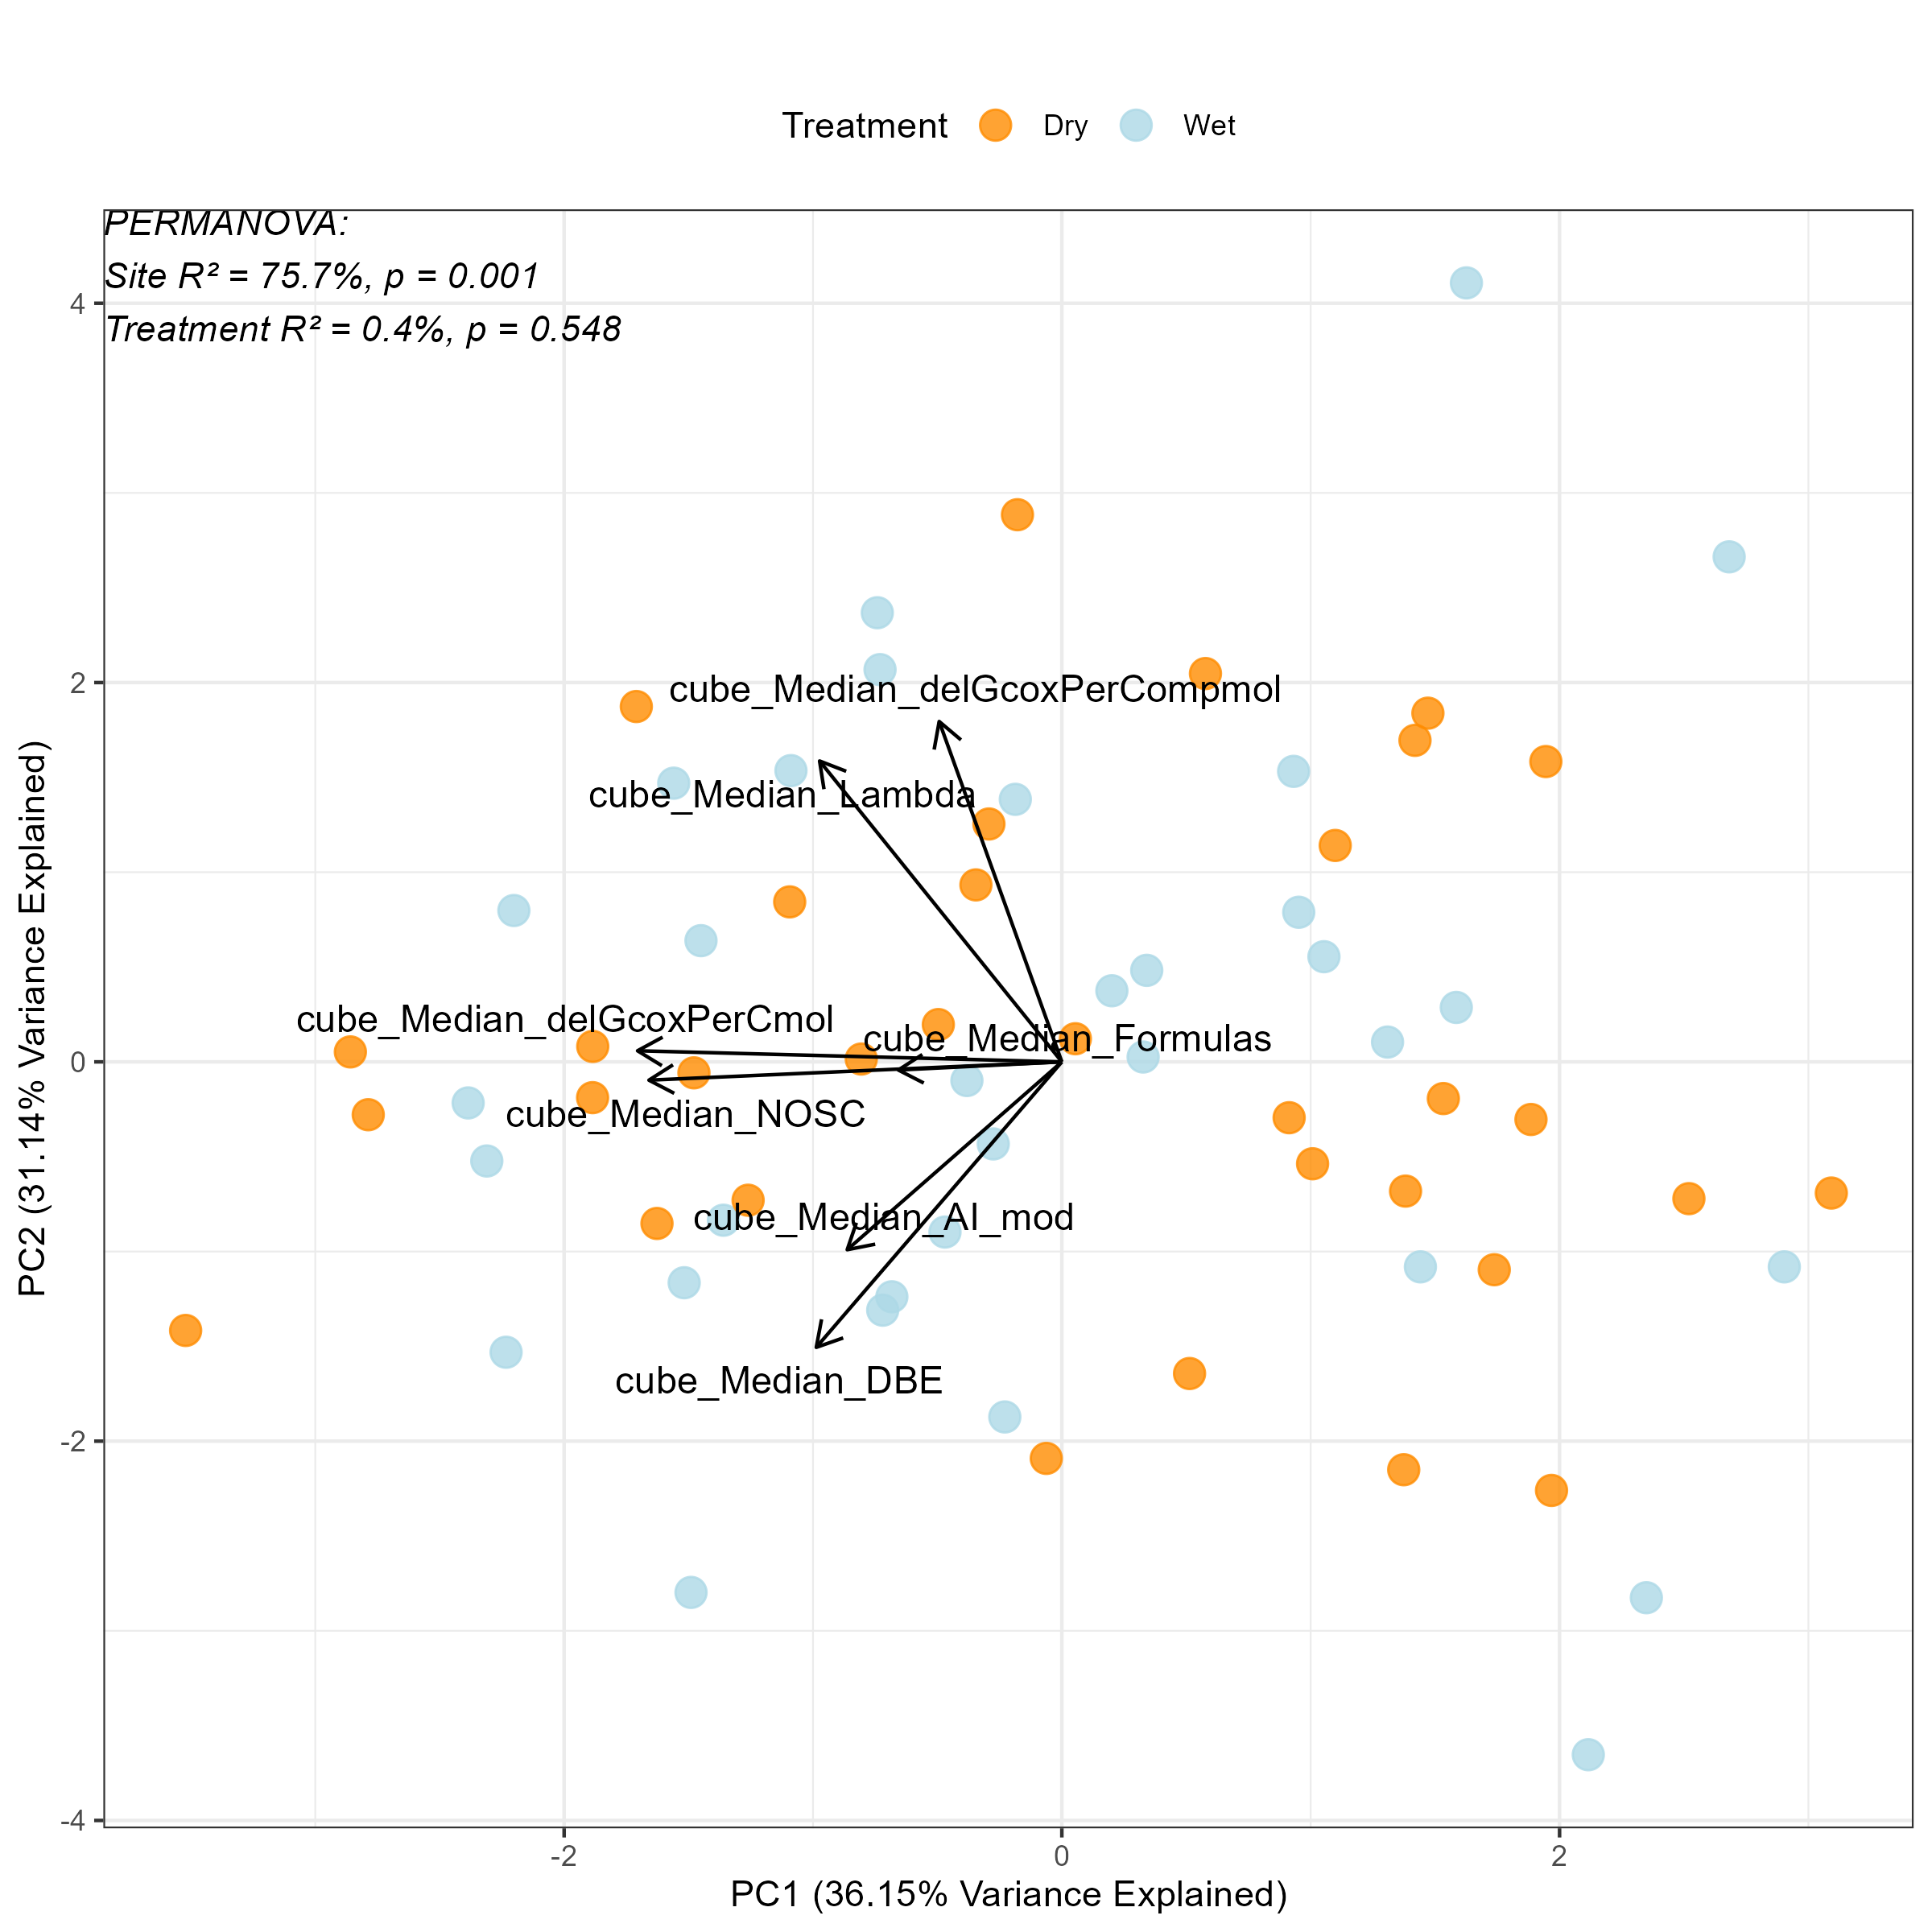 Treatment Dry Wet
PERMANOVA:
Site R² = 75.7%, p = 0.001
Treatment R² = 0.4%, p = 0.548
4
2
0
-2
-4
PC2 (31.14% Variance Explained)
cube_Median_delGcoxPerCompmol
cube_Median_Lambda
cube_Median_delGcoxPerCmol
cube_Median_Formulas
cube_Median_NOSC
cube_Median_AI_mod
cube_Median_DBE
-2 0 2
PC1 (36.15% Variance Explained)